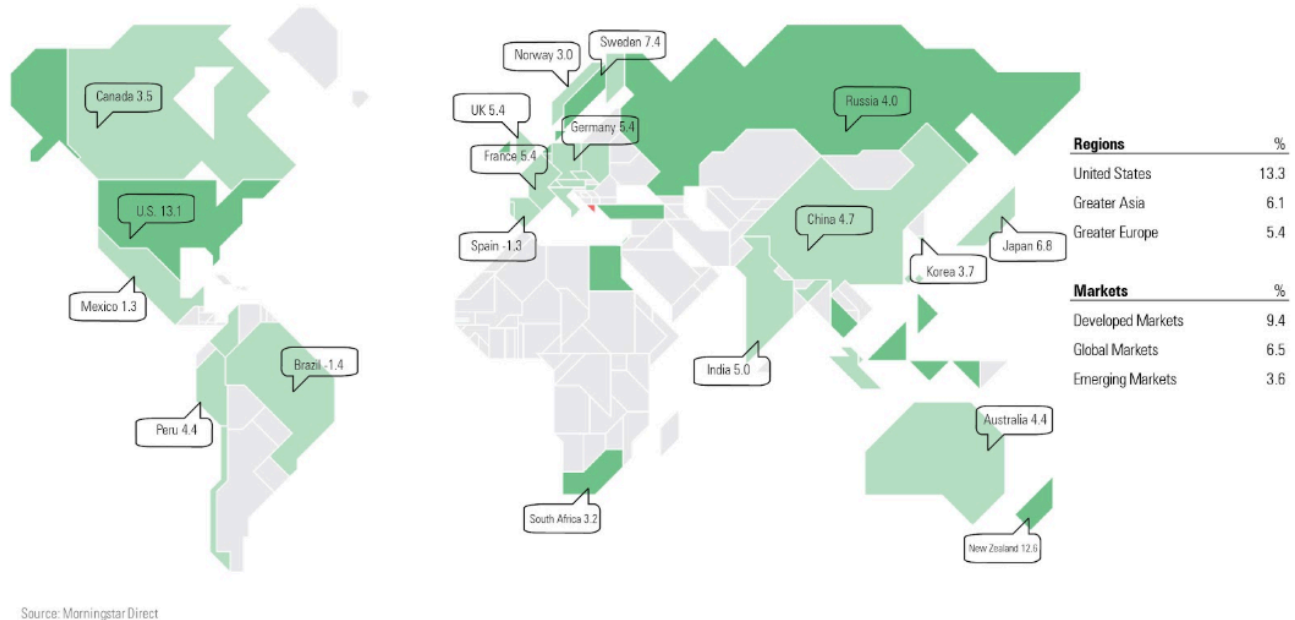 Sweden 7.4
Norway 3.0
Canada 3.5
Russia 4.0
UK 5.4
Germany 5.4
France 5.4
U.S. 13.1
China 4.7
Spain -1.3
Japan 6.8
Korea 3.7
Mexico 1.3
Brazil -1.4
India 5.0
Peru 4.4
Australia 4.4
South Africa 3.2
New Zealand 12.6
Regions %
United States 13.3
Greater Asia 6.1
Greater Europe 5.4
Markets %
Developed Markets 9.4
Global Markets 6.5
Emerging Markets 3.6
Source: Morningstar Direct